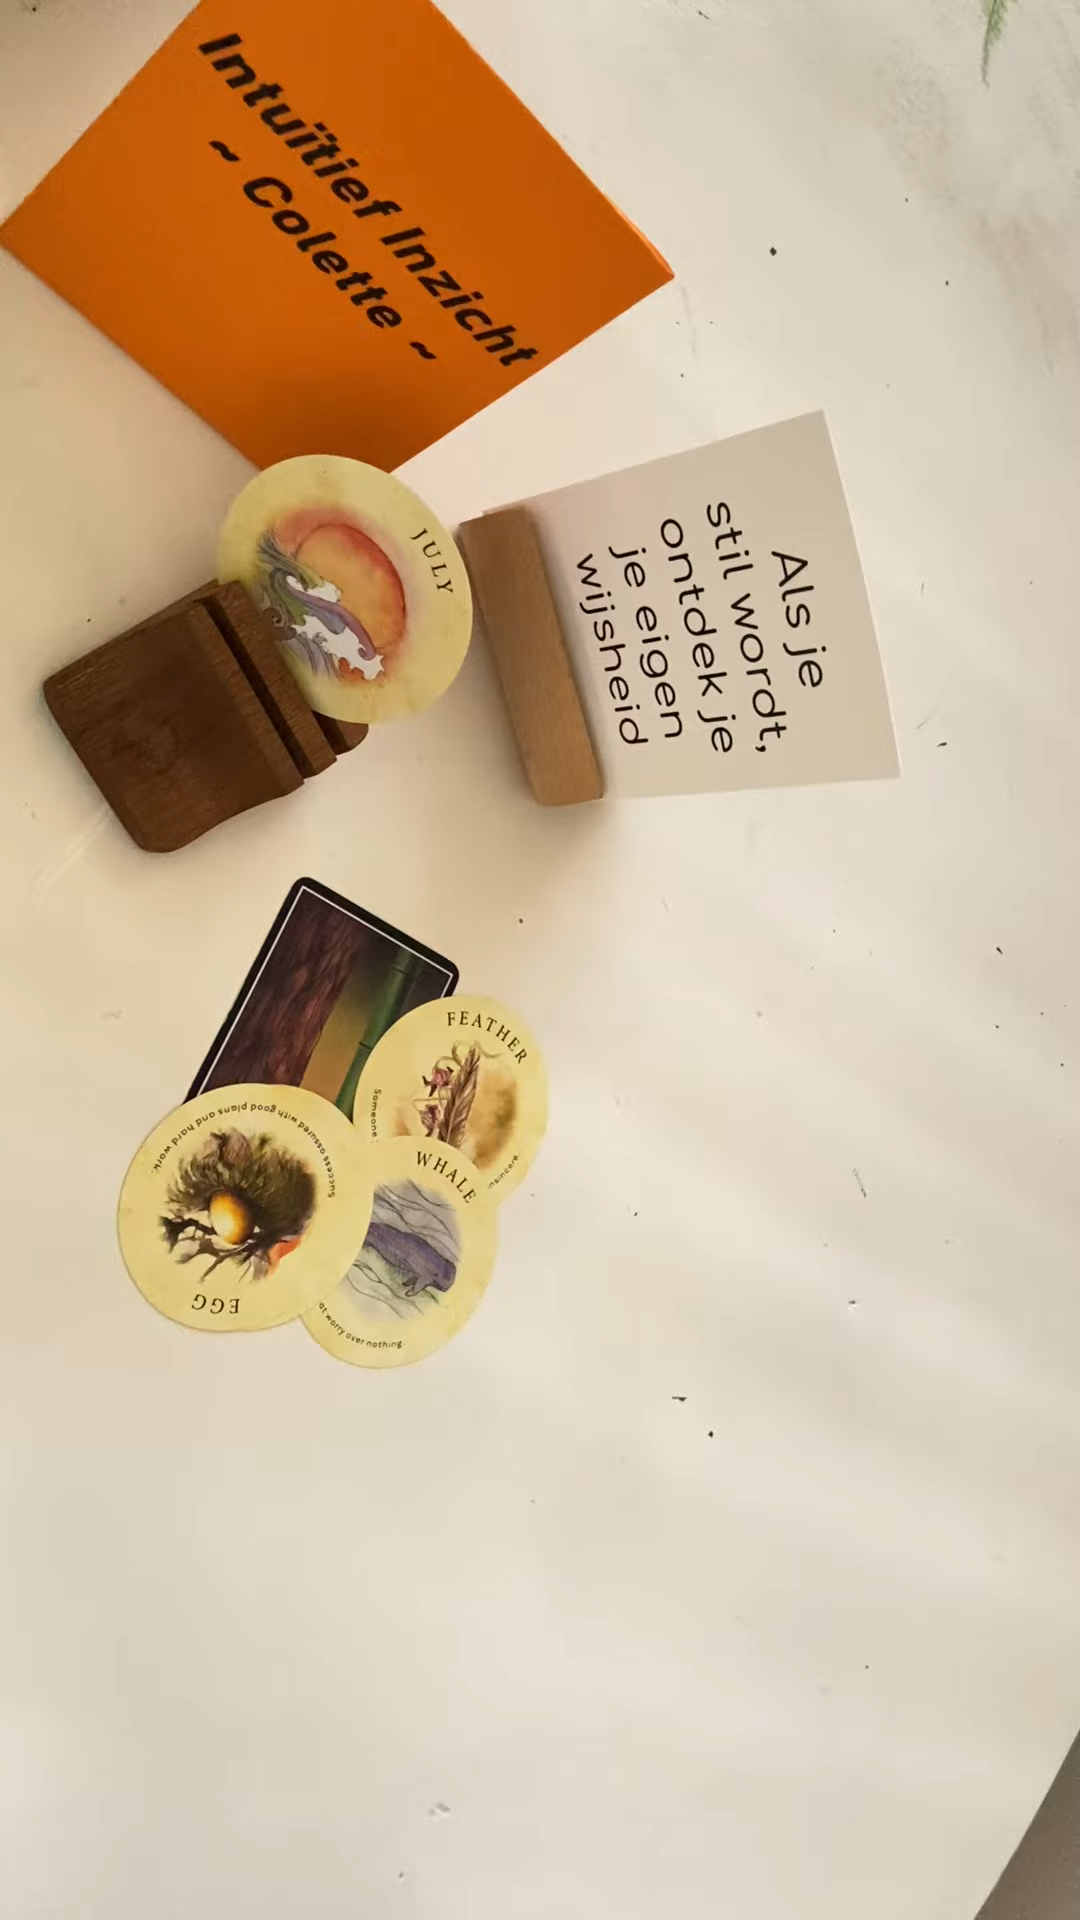 Intuïtief Inzicht
~ Colette ~
JULY
Als je
stil wordt,
ontdek je
je eigen
wijsheid
FEATHER
Someone
insincere
WHALE
at worry over nothing.
Success assured with good plans and hard work.
EGG